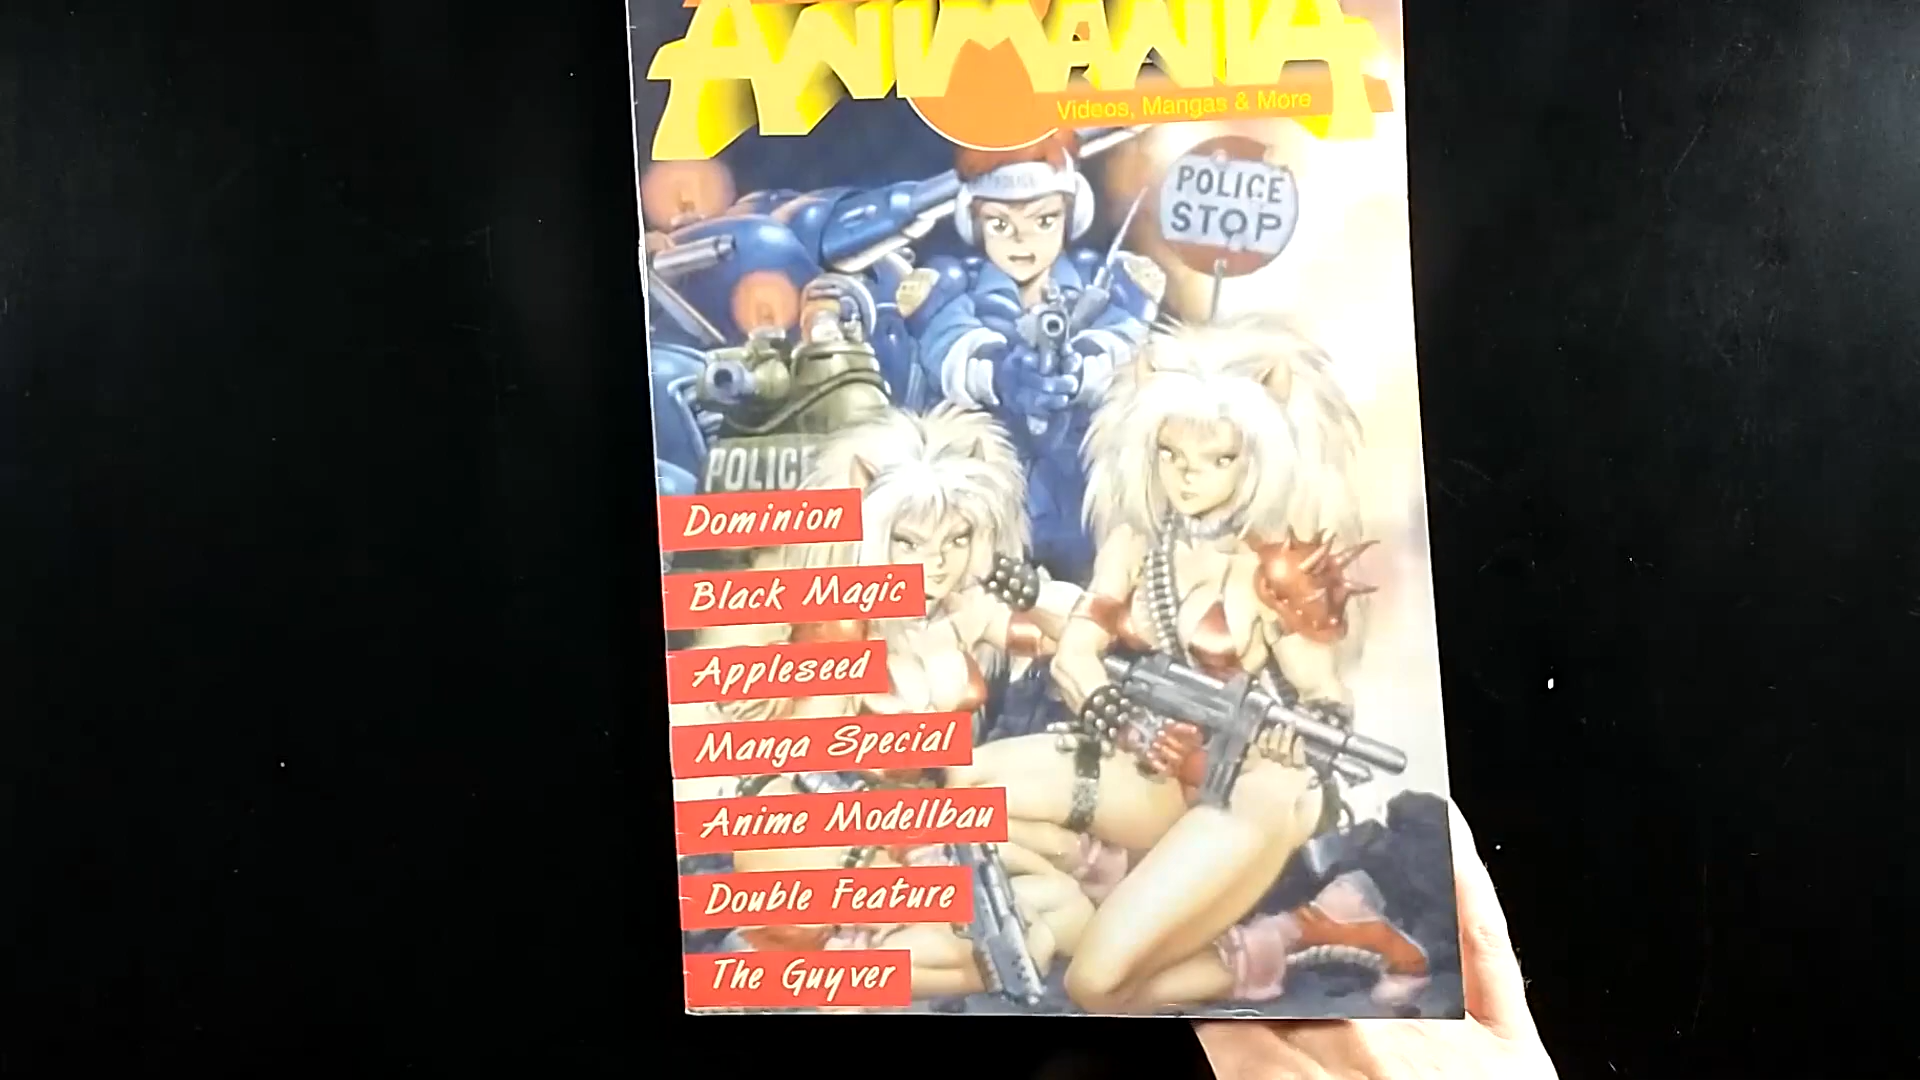 ANIMANIA
Videos, Mangas & More
POLICE
POLICE
STOP
POLICE
Dominion
Black Magic
Appleseed
Manga Special
Anime Modellbau
Double Feature
The Guyver